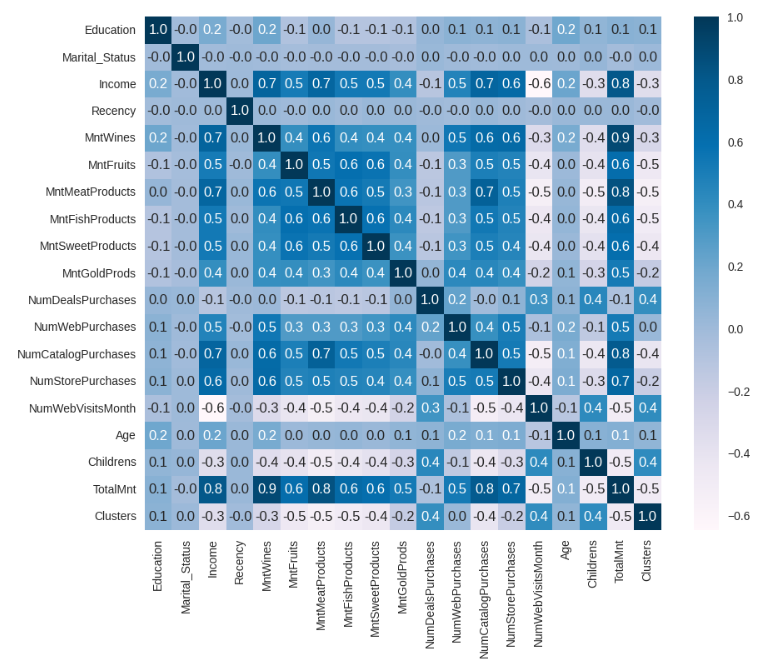 Education 1.0 -0.0 0.2 -0.0 0.2 -0.1 0.0 -0.1 -0.1 -0.1 0.0 0.1 0.1 0.1 -0.1 0.2 0.1 0.1 0.1
Marital_Status -0.0 1.0 -0.0 -0.0 -0.0 -0.0 -0.0 -0.0 -0.0 -0.0 0.0 -0.0 -0.0 0.0 0.0 0.0 0.0 -0.0 0.0
Income 0.2 -0.0 1.0 0.0 0.7 0.5 0.7 0.5 0.5 0.4 -0.1 0.5 0.7 0.6 -0.6 0.2 -0.3 0.8 -0.3
Recency -0.0 -0.0 0.0 1.0 0.0 -0.0 0.0 0.0 0.0 0.0 -0.0 -0.0 0.0 0.0 -0.0 0.0 0.0 0.0 -0.0
MntWines 0.2 -0.0 0.7 0.0 1.0 0.4 0.6 0.4 0.4 0.4 0.0 0.5 0.6 0.6 -0.3 0.2 -0.4 0.9 -0.3
MntFruits -0.1 -0.0 0.5 -0.0 0.4 1.0 0.5 0.6 0.6 0.4 -0.1 0.3 0.5 0.5 -0.4 0.0 -0.4 0.6 -0.5
MntMeatProducts 0.0 -0.0 0.7 0.0 0.6 0.5 1.0 0.6 0.5 0.3 -0.1 0.3 0.7 0.5 -0.5 0.0 -0.5 0.8 -0.5
MntFishProducts -0.1 -0.0 0.5 0.0 0.4 0.6 0.6 1.0 0.6 0.4 -0.1 0.3 0.5 0.5 -0.4 0.0 -0.4 0.6 -0.5
MntSweetProducts -0.1 -0.0 0.5 0.0 0.4 0.6 0.5 0.6 1.0 0.4 -0.1 0.3 0.5 0.4 -0.4 0.0 -0.4 0.6 -0.4
MntGoldProds -0.1 -0.0 0.4 0.0 0.4 0.4 0.3 0.4 0.4 1.0 0.0 0.4 0.4 0.4 -0.2 0.1 -0.3 0.5 -0.2
NumDealsPurchases 0.0 0.0 -0.1 -0.0 0.0 -0.1 -0.1 -0.1 -0.1 0.0 1.0 0.2 -0.0 0.1 0.3 0.1 0.4 -0.1 0.4
NumWebPurchases 0.1 -0.0 0.5 -0.0 0.5 0.3 0.3 0.3 0.3 0.4 0.2 1.0 0.4 0.5 -0.1 0.2 -0.1 0.5 0.0
NumCatalogPurchases 0.1 -0.0 0.7 0.0 0.6 0.5 0.7 0.5 0.5 0.4 -0.0 0.4 1.0 0.5 -0.5 0.1 -0.4 0.8 -0.4
NumStorePurchases 0.1 0.0 0.6 0.0 0.6 0.5 0.5 0.5 0.4 0.4 0.1 0.5 0.5 1.0 -0.4 0.1 -0.3 0.7 -0.2
NumWebVisitsMonth -0.1 0.0 -0.6 -0.0 -0.3 -0.4 -0.5 -0.4 -0.4 -0.2 0.3 -0.1 -0.5 -0.4 1.0 -0.1 0.4 -0.5 0.4
Age 0.2 0.0 0.2 0.0 0.2 0.0 0.0 0.0 0.0 0.1 0.1 0.2 0.1 0.1 -0.1 1.0 0.1 0.1 0.1
Childrens 0.1 0.0 -0.3 0.0 -0.4 -0.4 -0.5 -0.4 -0.4 -0.3 0.4 -0.1 -0.4 -0.3 0.4 0.1 1.0 -0.5 0.4
TotalMnt 0.1 -0.0 0.8 0.0 0.9 0.6 0.8 0.6 0.6 0.5 -0.1 0.5 0.8 0.7 -0.5 0.1 -0.5 1.0 -0.5
Clusters 0.1 0.0 -0.3 -0.0 -0.3 -0.5 -0.5 -0.5 -0.4 -0.2 0.4 0.0 -0.4 -0.2 0.4 0.1 0.4 -0.5 1.0
Education
Marital_Status
Income
Recency
MntWines
MntFruits
MntMeatProducts
MntFishProducts
MntSweetProducts
MntGoldProds
NumDealsPurchases
NumWebPurchases
NumCatalogPurchases
NumStorePurchases
NumWebVisitsMonth
Age
Childrens
TotalMnt
Clusters
1.0
0.8
0.6
0.4
0.2
0.0
−0.2
−0.4
−0.6